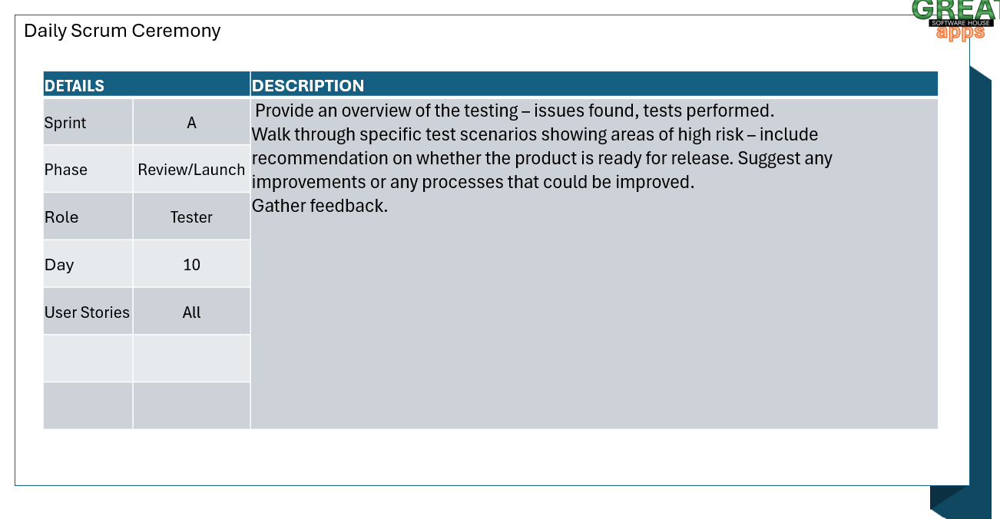 GREAT
SOFTWARE HOUSE
apps
Daily Scrum Ceremony
DETAILS DESCRIPTION
Sprint A
Phase Review/Launch
Role Tester
Day 10
User Stories All
Provide an overview of the testing – issues found, tests performed.
Walk through specific test scenarios showing areas of high risk – include
recommendation on whether the product is ready for release. Suggest any
improvements or any processes that could be improved.
Gather feedback.